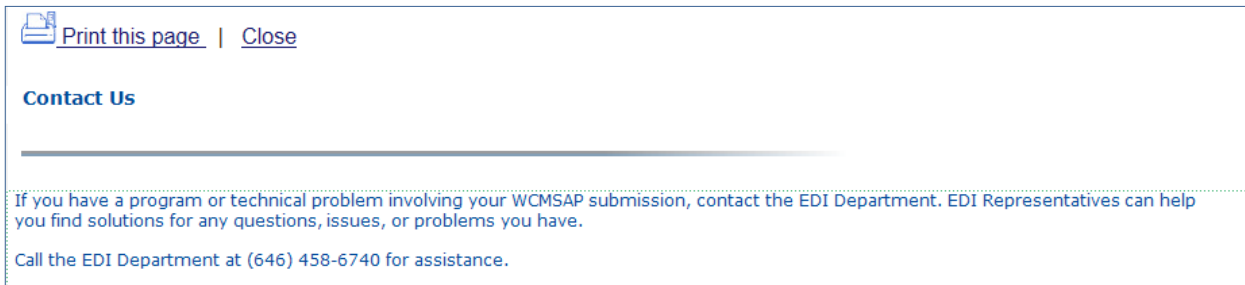 Print this page | Close
Contact Us
If you have a program or technical problem involving your WCMSAP submission, contact the EDI Department. EDI Representatives can help
you find solutions for any questions, issues, or problems you have.
Call the EDI Department at (646) 458-6740 for assistance.